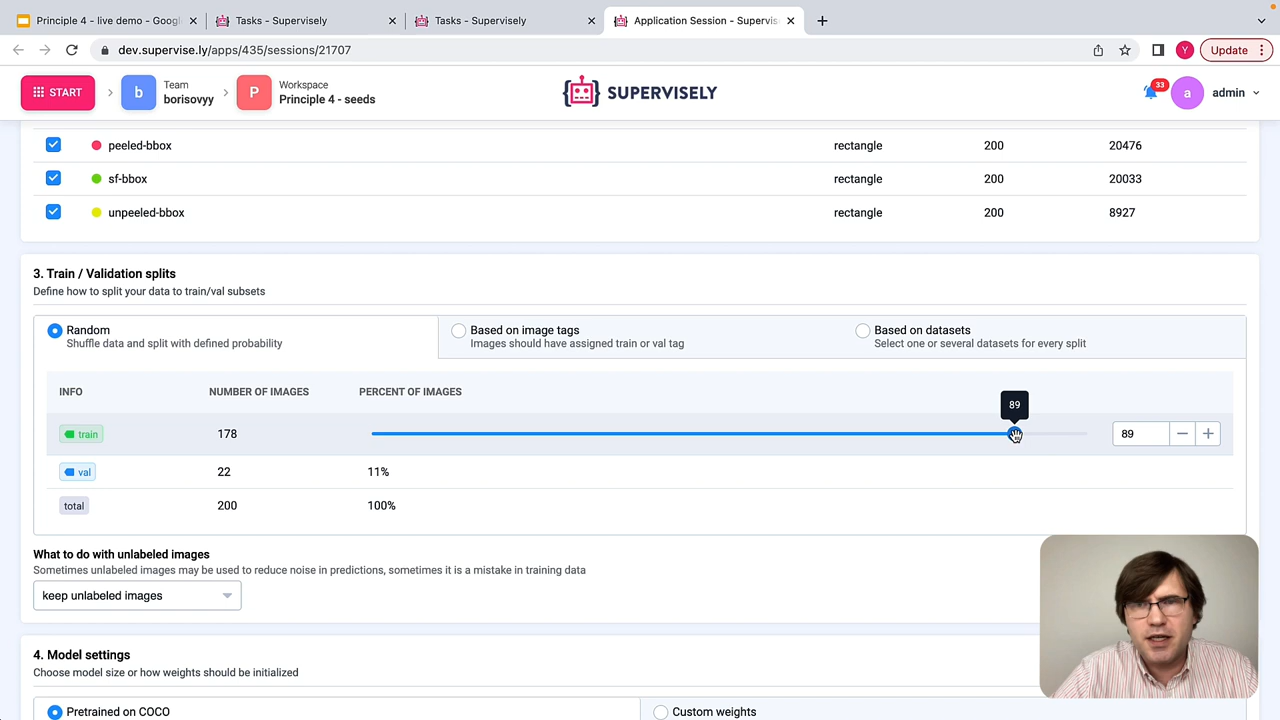 Principle 4 - live demo - Googl
Tasks - Supervisely
Tasks - Supervisely
Application Session - Supervis
dev.supervise.ly/apps/435/sessions/21707
Y
Update
START
b
Team
borisovyy
P
Workspace
Principle 4 - seeds
SUPERVISELY
33
a
admin
peeled-bbox rectangle 200 20476
sf-bbox rectangle 200 20033
unpeeled-bbox rectangle 200 8927
3. Train / Validation splits
Define how to split your data to train/val subsets
Random
Shuffle data and split with defined probability
Based on image tags
Images should have assigned train or val tag
Based on datasets
Select one or several datasets for every split
INFO NUMBER OF IMAGES PERCENT OF IMAGES
89
train 178 89
val 22 11%
total 200 100%
What to do with unlabeled images
Sometimes unlabeled images may be used to reduce noise in predictions, sometimes it is a mistake in training data
keep unlabeled images
4. Model settings
Choose model size or how weights should be initialized
Pretrained on COCO
Custom weights